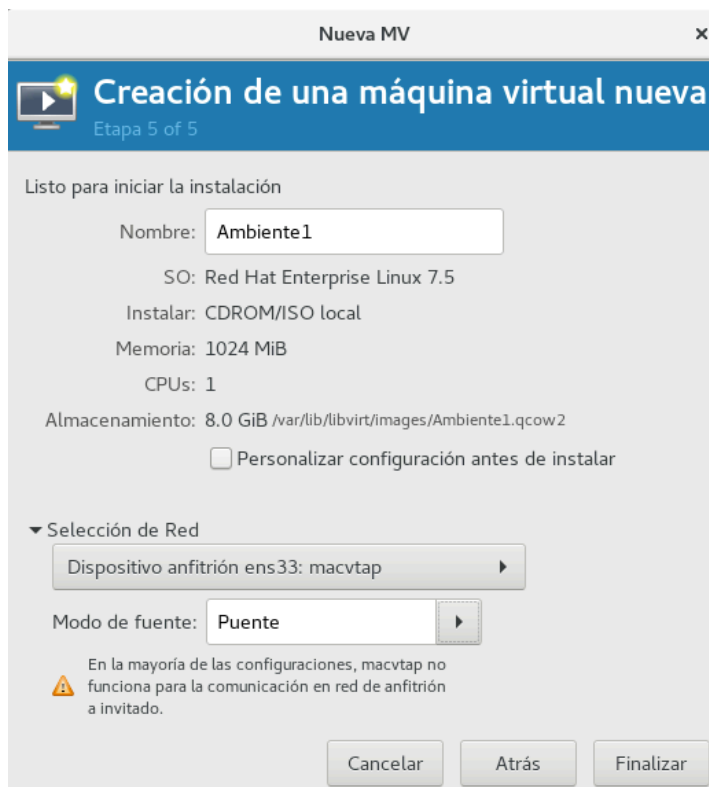 Nueva MV
Creación de una máquina virtual nueva
Etapa 5 of 5
Listo para iniciar la instalación
Nombre: Ambiente1
SO: Red Hat Enterprise Linux 7.5
Instalar: CDROM/ISO local
Memoria: 1024 MiB
CPUs: 1
Almacenamiento: 8.0 GiB /var/lib/libvirt/images/Ambiente1.qcow2
Personalizar configuración antes de instalar
Selección de Red
Dispositivo anfitrión ens33: macvtap
Modo de fuente: Puente
En la mayoría de las configuraciones, macvtap no
funciona para la comunicación en red de anfitrión
a invitado.
Cancelar Atrás Finalizar